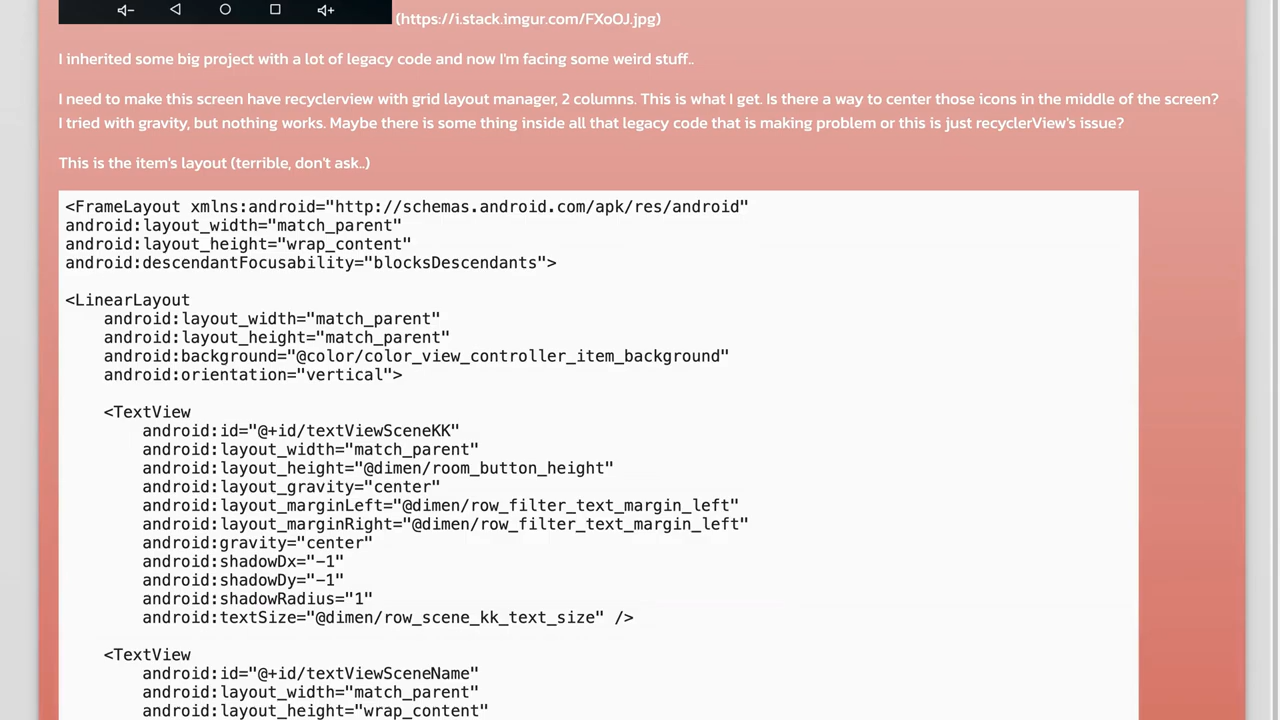 (https://i.stack.imgur.com/FXoOJ.jpg)
I inherited some big project with a lot of legacy code and now I'm facing some weird stuff..
I need to make this screen have recyclerview with grid layout manager, 2 columns. This is what I get. Is there a way to center those icons in the middle of the screen?
I tried with gravity, but nothing works. Maybe there is some thing inside all that legacy code that is making problem or this is just recyclerView's issue?
This is the item's layout (terrible, don't ask..)
<FrameLayout xmlns:android="http://schemas.android.com/apk/res/android"
android:layout_width="match_parent"
android:layout_height="wrap_content"
android:descendantFocusability="blocksDescendants">
<LinearLayout
    android:layout_width="match_parent"
    android:layout_height="match_parent"
    android:background="@color/color_view_controller_item_background"
    android:orientation="vertical">
    <TextView
        android:id="@+id/textViewSceneKK"
        android:layout_width="match_parent"
        android:layout_height="@dimen/room_button_height"
        android:layout_gravity="center"
        android:layout_marginLeft="@dimen/row_filter_text_margin_left"
        android:layout_marginRight="@dimen/row_filter_text_margin_left"
        android:gravity="center"
        android:shadowDx="-1"
        android:shadowDy="-1"
        android:shadowRadius="1"
        android:textSize="@dimen/row_scene_kk_text_size" />
    <TextView
        android:id="@+id/textViewSceneName"
        android:layout_width="match_parent"
        android:layout_height="wrap_content"